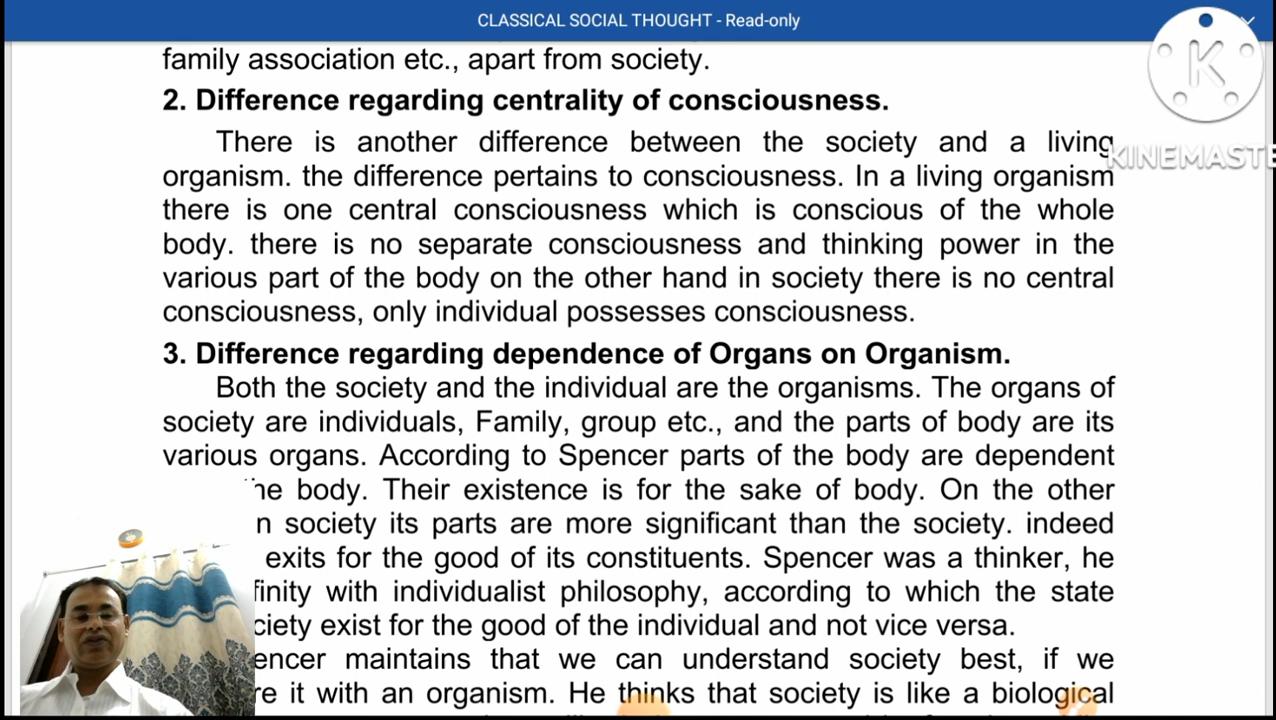 CLASSICAL SOCIAL THOUGHT - Read-only
family association etc., apart from society.
2. Difference regarding centrality of consciousness.
There is another difference between the society and a living
organism. the difference pertains to consciousness. In a living organism
there is one central consciousness which is conscious of the whole
body. there is no separate consciousness and thinking power in the
various part of the body on the other hand in society there is no central
consciousness, only individual possesses consciousness.
3. Difference regarding dependence of Organs on Organism.
Both the society and the individual are the organisms. The organs of
society are individuals, Family, group etc., and the parts of body are its
various organs. According to Spencer parts of the body are dependent
body. Their existence is for the sake of body. On the other
society its parts are more significant than the society. indeed
exits for the good of its constituents. Spencer was a thinker, he
with individualist philosophy, according to which the state
exist for the good of the individual and not vice versa.
maintains that we can understand society best, if we
it with an organism. He thinks that society is like a biological
K
KINEMASTE